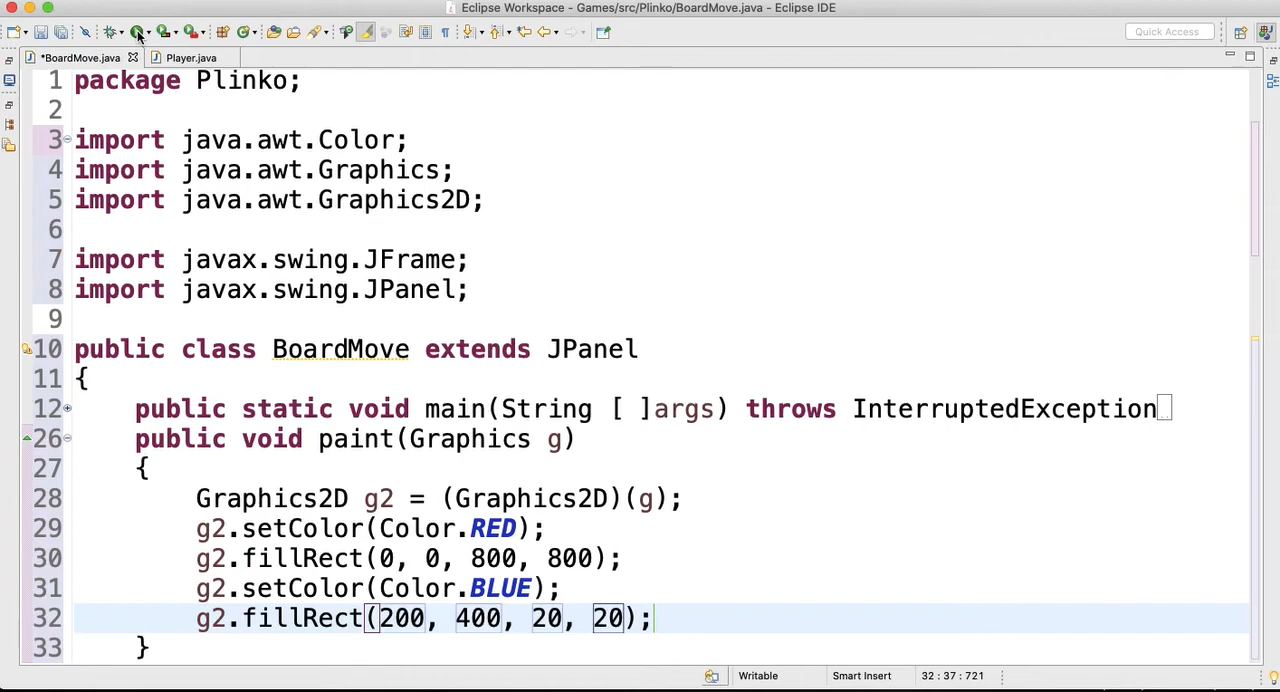 Eclipse Workspace - Games/src/Plinko/BoardMove.java - Eclipse IDE
Quick Access
*BoardMove.java Player.java
1 package Plinko;
2
3 import java.awt.Color;
4 import java.awt.Graphics;
5 import java.awt.Graphics2D;
6
7 import javax.swing.JFrame;
8 import javax.swing.JPanel;
9
10 public class BoardMove extends JPanel
11 {
12 public static void main(String [ ]args) throws InterruptedException
26 public void paint(Graphics g)
27 {
28 Graphics2D g2 = (Graphics2D)(g);
29 g2.setColor(Color.RED);
30 g2.fillRect(0, 0, 800, 800);
31 g2.setColor(Color.BLUE);
32 g2.fillRect(200, 400, 20, 20);
33 }
Writable Smart Insert 32 : 37 : 721